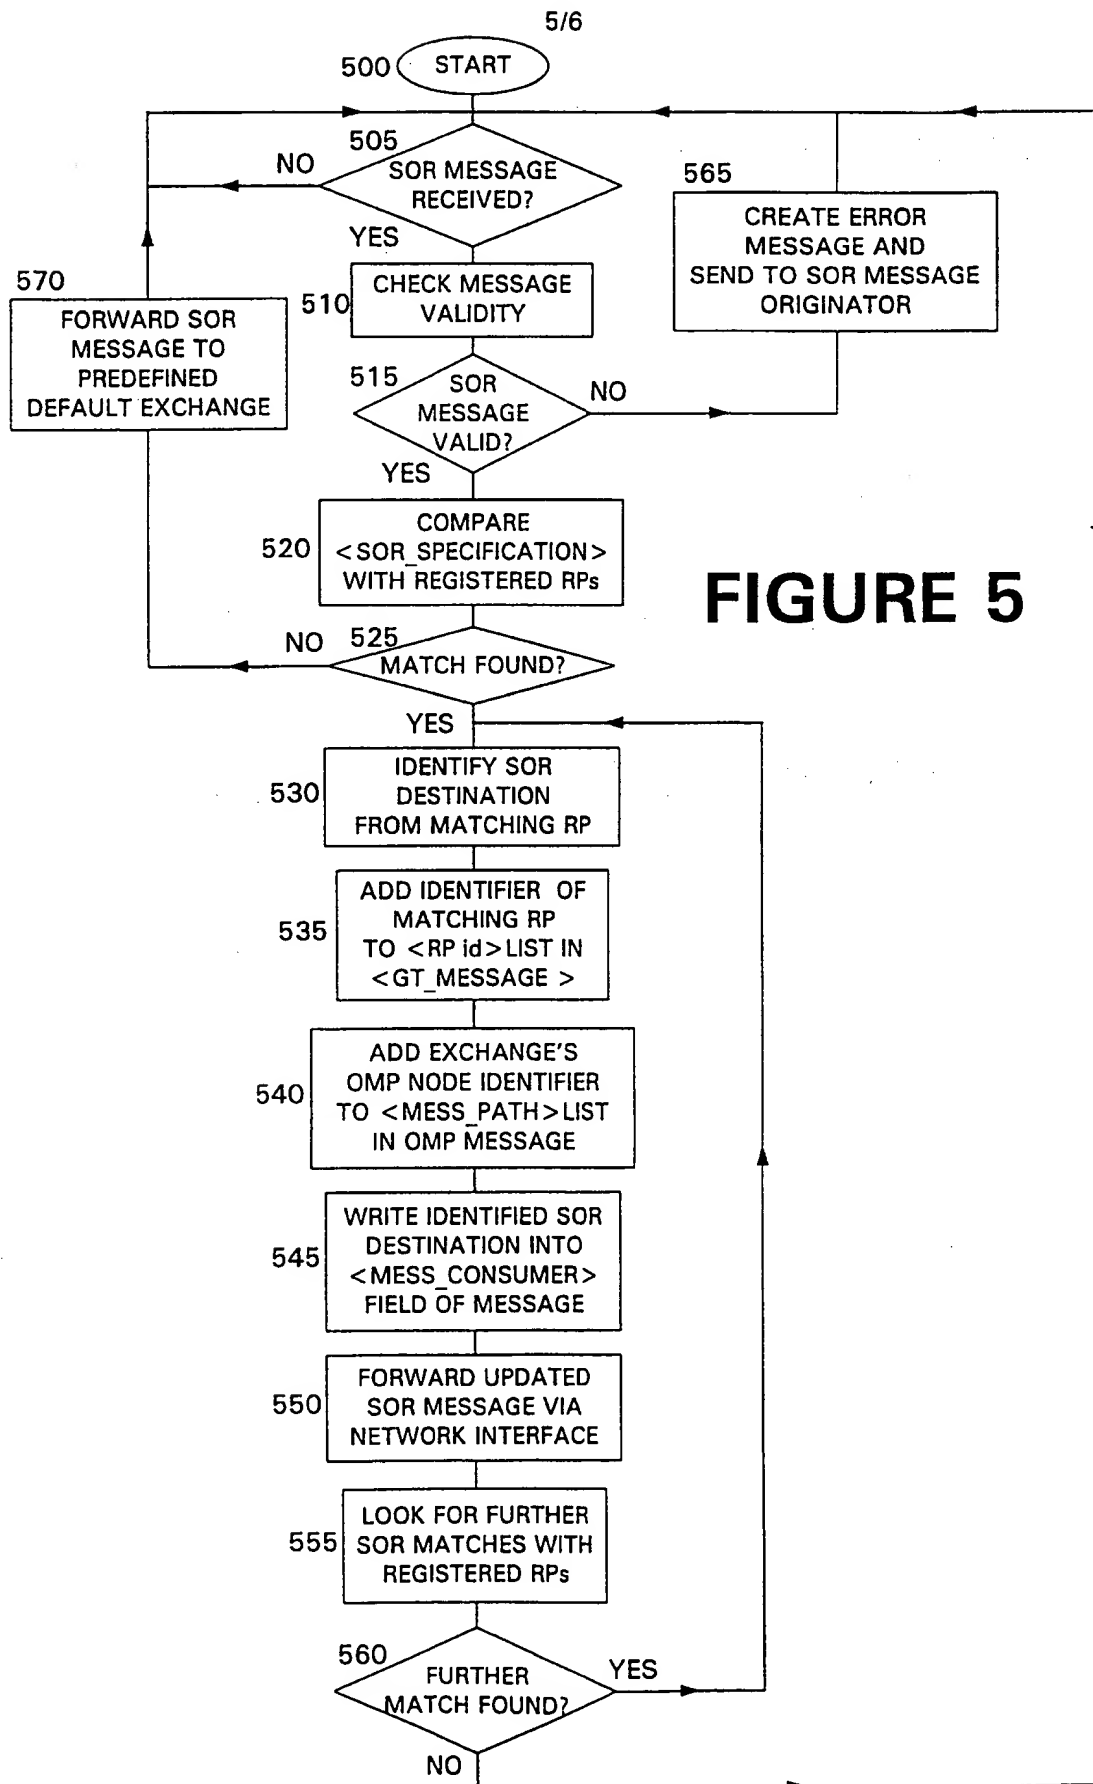 5/6
500
START
505
NO
SOR MESSAGE
RECEIVED?
YES
565
CREATE ERROR
MESSAGE AND
SEND TO SOR MESSAGE
ORIGINATOR
570
FORWARD SOR
MESSAGE TO
PREDEFINED
DEFAULT EXCHANGE
510
CHECK MESSAGE
VALIDITY
515
SOR
MESSAGE
VALID?
NO
YES
520
COMPARE
<SOR_SPECIFICATION>
WITH REGISTERED RPs
FIGURE 5
525
NO
MATCH FOUND?
YES
530
IDENTIFY SOR
DESTINATION
FROM MATCHING RP
535
ADD IDENTIFIER OF
MATCHING RP
TO <RP id> LIST IN
<GT_MESSAGE >
540
ADD EXCHANGE'S
OMP NODE IDENTIFIER
TO <MESS_PATH> LIST
IN OMP MESSAGE
545
WRITE IDENTIFIED SOR
DESTINATION INTO
<MESS_CONSUMER>
FIELD OF MESSAGE
550
FORWARD UPDATED
SOR MESSAGE VIA
NETWORK INTERFACE
555
LOOK FOR FURTHER
SOR MATCHES WITH
REGISTERED RPs
560
FURTHER
MATCH FOUND?
YES
NO